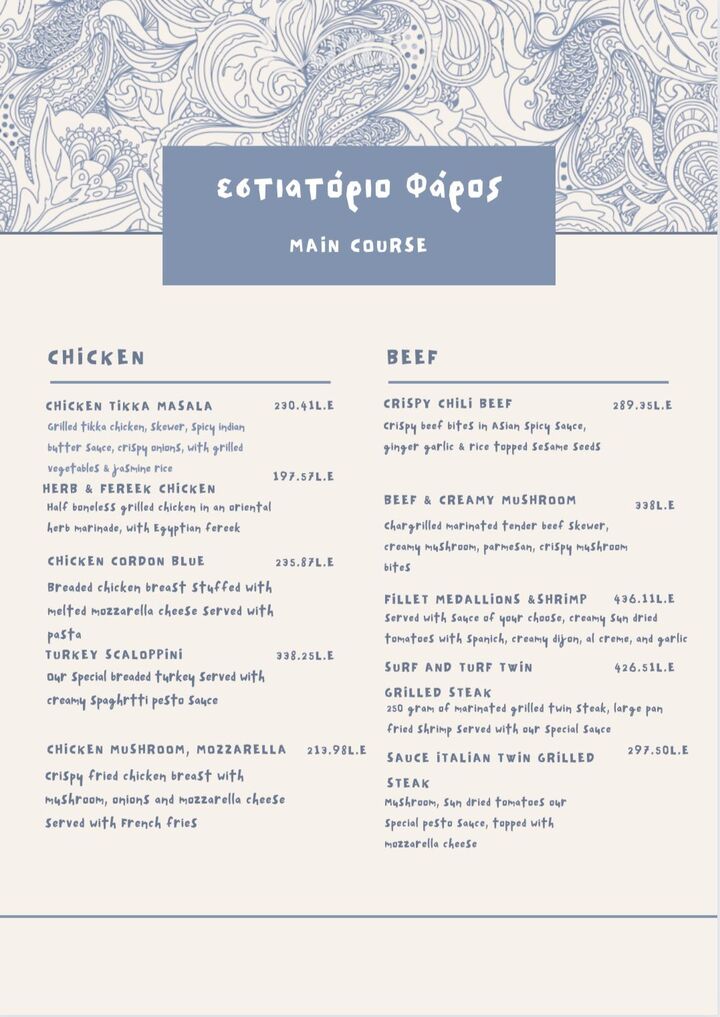 εστιατόριο Φάρος
MAIN COURSE
CHICKEN
CHICKEN TIKKA MASALA 230.41L.E
Grilled tikka chicken, skewer, spicy indian
butter sauce, crispy onions, with grilled
vegetables & jasmine rice
197.57L.E
HERB & FEREEK CHICKEN
Half boneless grilled chicken in an oriental
herb marinade, with Egyptian fereek
CHICKEN CORDON BLUE 235.87L.E
Breaded chicken breast stuffed with
melted mozzarella cheese served with
pasta
TURKEY SCALOPPINI 338.25L.E
Our special breaded turkey served with
creamy spaghrtti pesto sauce
CHICKEN MUSHROOM, MOZZARELLA 213.98L.E
Crispy fried chicken breast with
mushroom, onions and mozzarella cheese
served with French fries
BEEF
CRISPY CHILI BEEF 289.35L.E
Crispy beef bites in Asian spicy sauce,
ginger garlic & rice topped sesame seeds
BEEF & CREAMY MUSHROOM 338L.E
Chargrilled marinated tender beef skewer,
creamy mushroom, parmesan, crispy mushroom
bites
FILLET MEDALLIONS &SHRIMP 436.11L.E
Served with sauce of your choose, creamy sun dried
tomatoes with spanich, creamy dijon, al creme, and garlic
SURF AND TURF TWIN 426.51L.E
GRILLED STEAK
250 gram of marinated grilled twin steak, large pan
fried shrimp served with our special sauce
SAUCE ITALIAN TWIN GRILLED 297.50L.E
STEAK
Mushroom, sun dried tomatoes our
special pesto sauce, topped with
mozzarella cheese